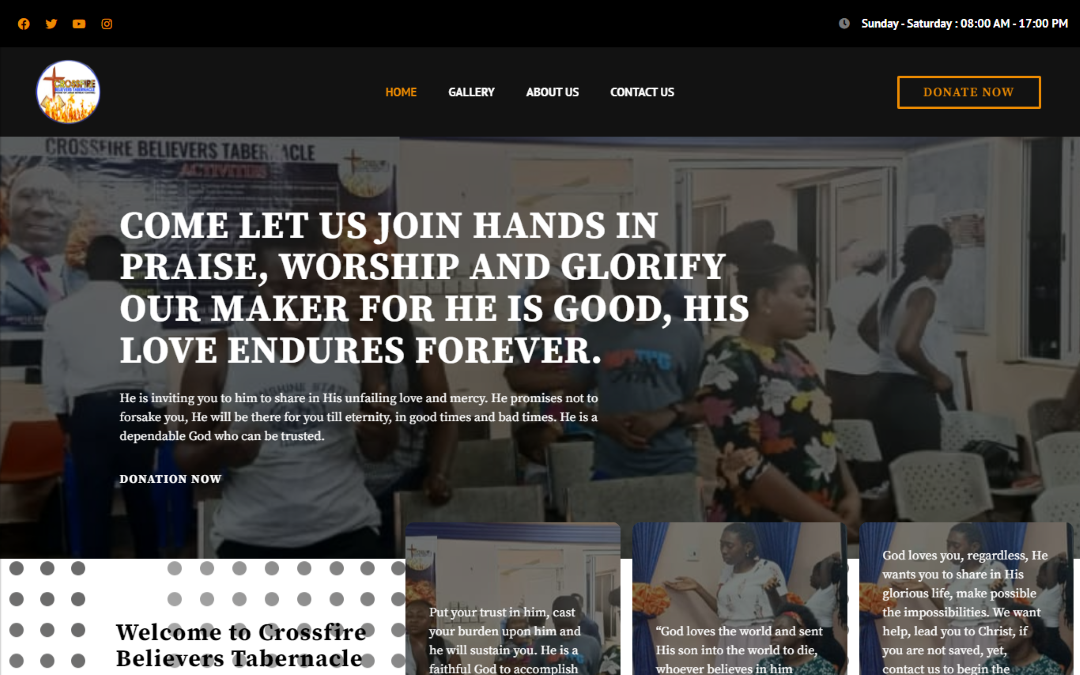 Sunday - Saturday : 08:00 AM - 17:00 PM
CROSSFIRE
BELIEVERS TABERNACLE
HOME
GALLERY
ABOUT US
CONTACT US
DONATE NOW
CROSSFIRE BELIEVERS TABERNACLE
ACTIVITIES
COME LET US JOIN HANDS IN
PRAISE, WORSHIP AND GLORIFY
OUR MAKER FOR HE IS GOOD, HIS
LOVE ENDURES FOREVER.
SUNSHINE STATE
He is inviting you to him to share in His unfailing love and mercy. He promises not to
forsake you, He will be there for you till eternity, in good times and bad times. He is a
dependable God who can be trusted.
DONATION NOW
Welcome to Crossfire
Believers Tabernacle
Put your trust in him, cast
your burden upon him and
he will sustain you. He is a
faithful God to accomplish
“God loves the world and sent
His son into the world to die,
whoever believes in him
God loves you, regardless, He
wants you to share in His
glorious life, make possible
the impossibilities. We want
help, lead you to Christ, if
you are not saved, yet,
contact us to begin the